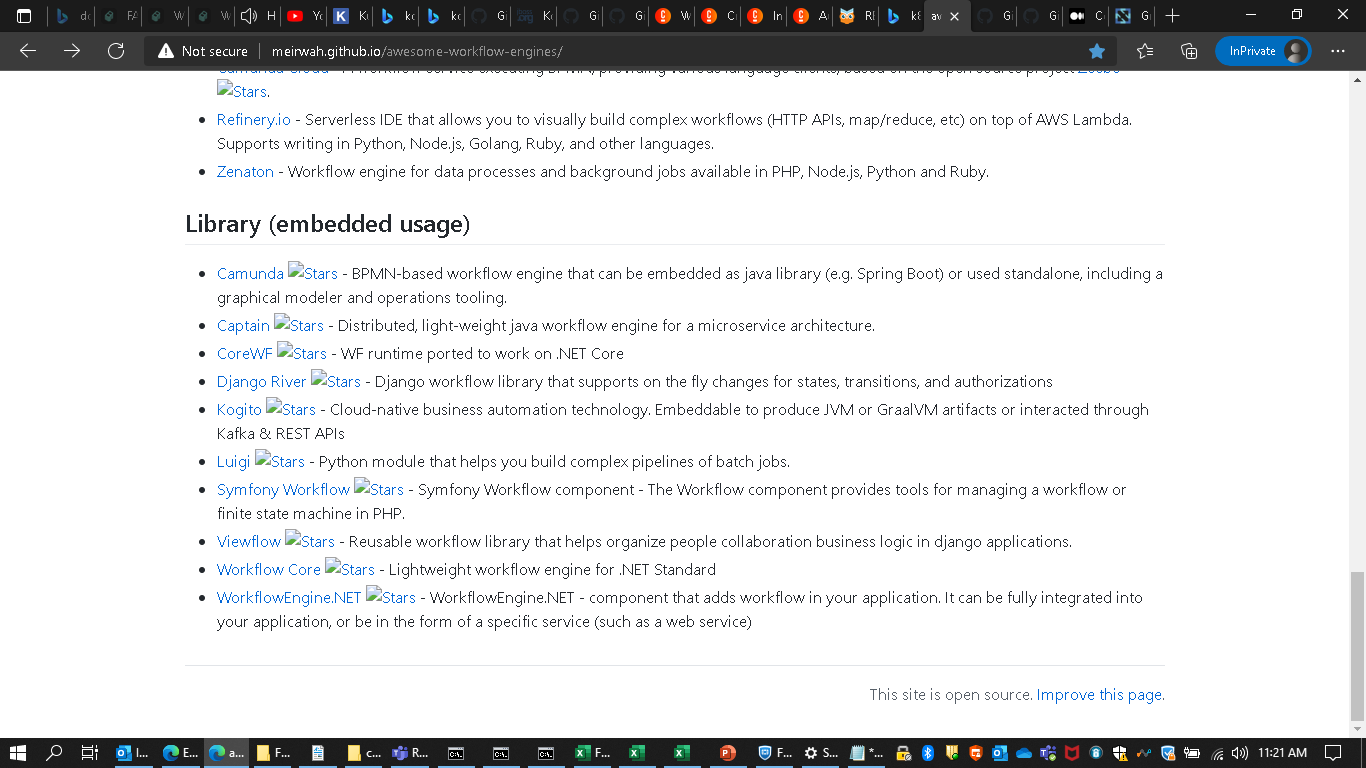 Not secure
meirwah.github.io/awesome-workflow-engines/
InPrivate
Stars.
Refinery.io - Serverless IDE that allows you to visually build complex workflows (HTTP APIs, map/reduce, etc) on top of AWS Lambda.
Supports writing in Python, Node.js, Golang, Ruby, and other languages.
Zenaton - Workflow engine for data processes and background jobs available in PHP, Node.js, Python and Ruby.
Library (embedded usage)
Camunda Stars - BPMN-based workflow engine that can be embedded as java library (e.g. Spring Boot) or used standalone, including a
graphical modeler and operations tooling.
Captain Stars - Distributed, light-weight java workflow engine for a microservice architecture.
CoreWF Stars - WF runtime ported to work on .NET Core
Django River Stars - Django workflow library that supports on the fly changes for states, transitions, and authorizations
Kogito Stars - Cloud-native business automation technology. Embeddable to produce JVM or GraalVM artifacts or interacted through
Kafka & REST APIs
Luigi Stars - Python module that helps you build complex pipelines of batch jobs.
Symfony Workflow Stars - Symfony Workflow component - The Workflow component provides tools for managing a workflow or
finite state machine in PHP.
Viewflow Stars - Reusable workflow library that helps organize people collaboration business logic in django applications.
Workflow Core Stars - Lightweight workflow engine for .NET Standard
WorkflowEngine.NET Stars - WorkflowEngine.NET - component that adds workflow in your application. It can be fully integrated into
your application, or be in the form of a specific service (such as a web service)
This site is open source. Improve this page.
11:21 AM